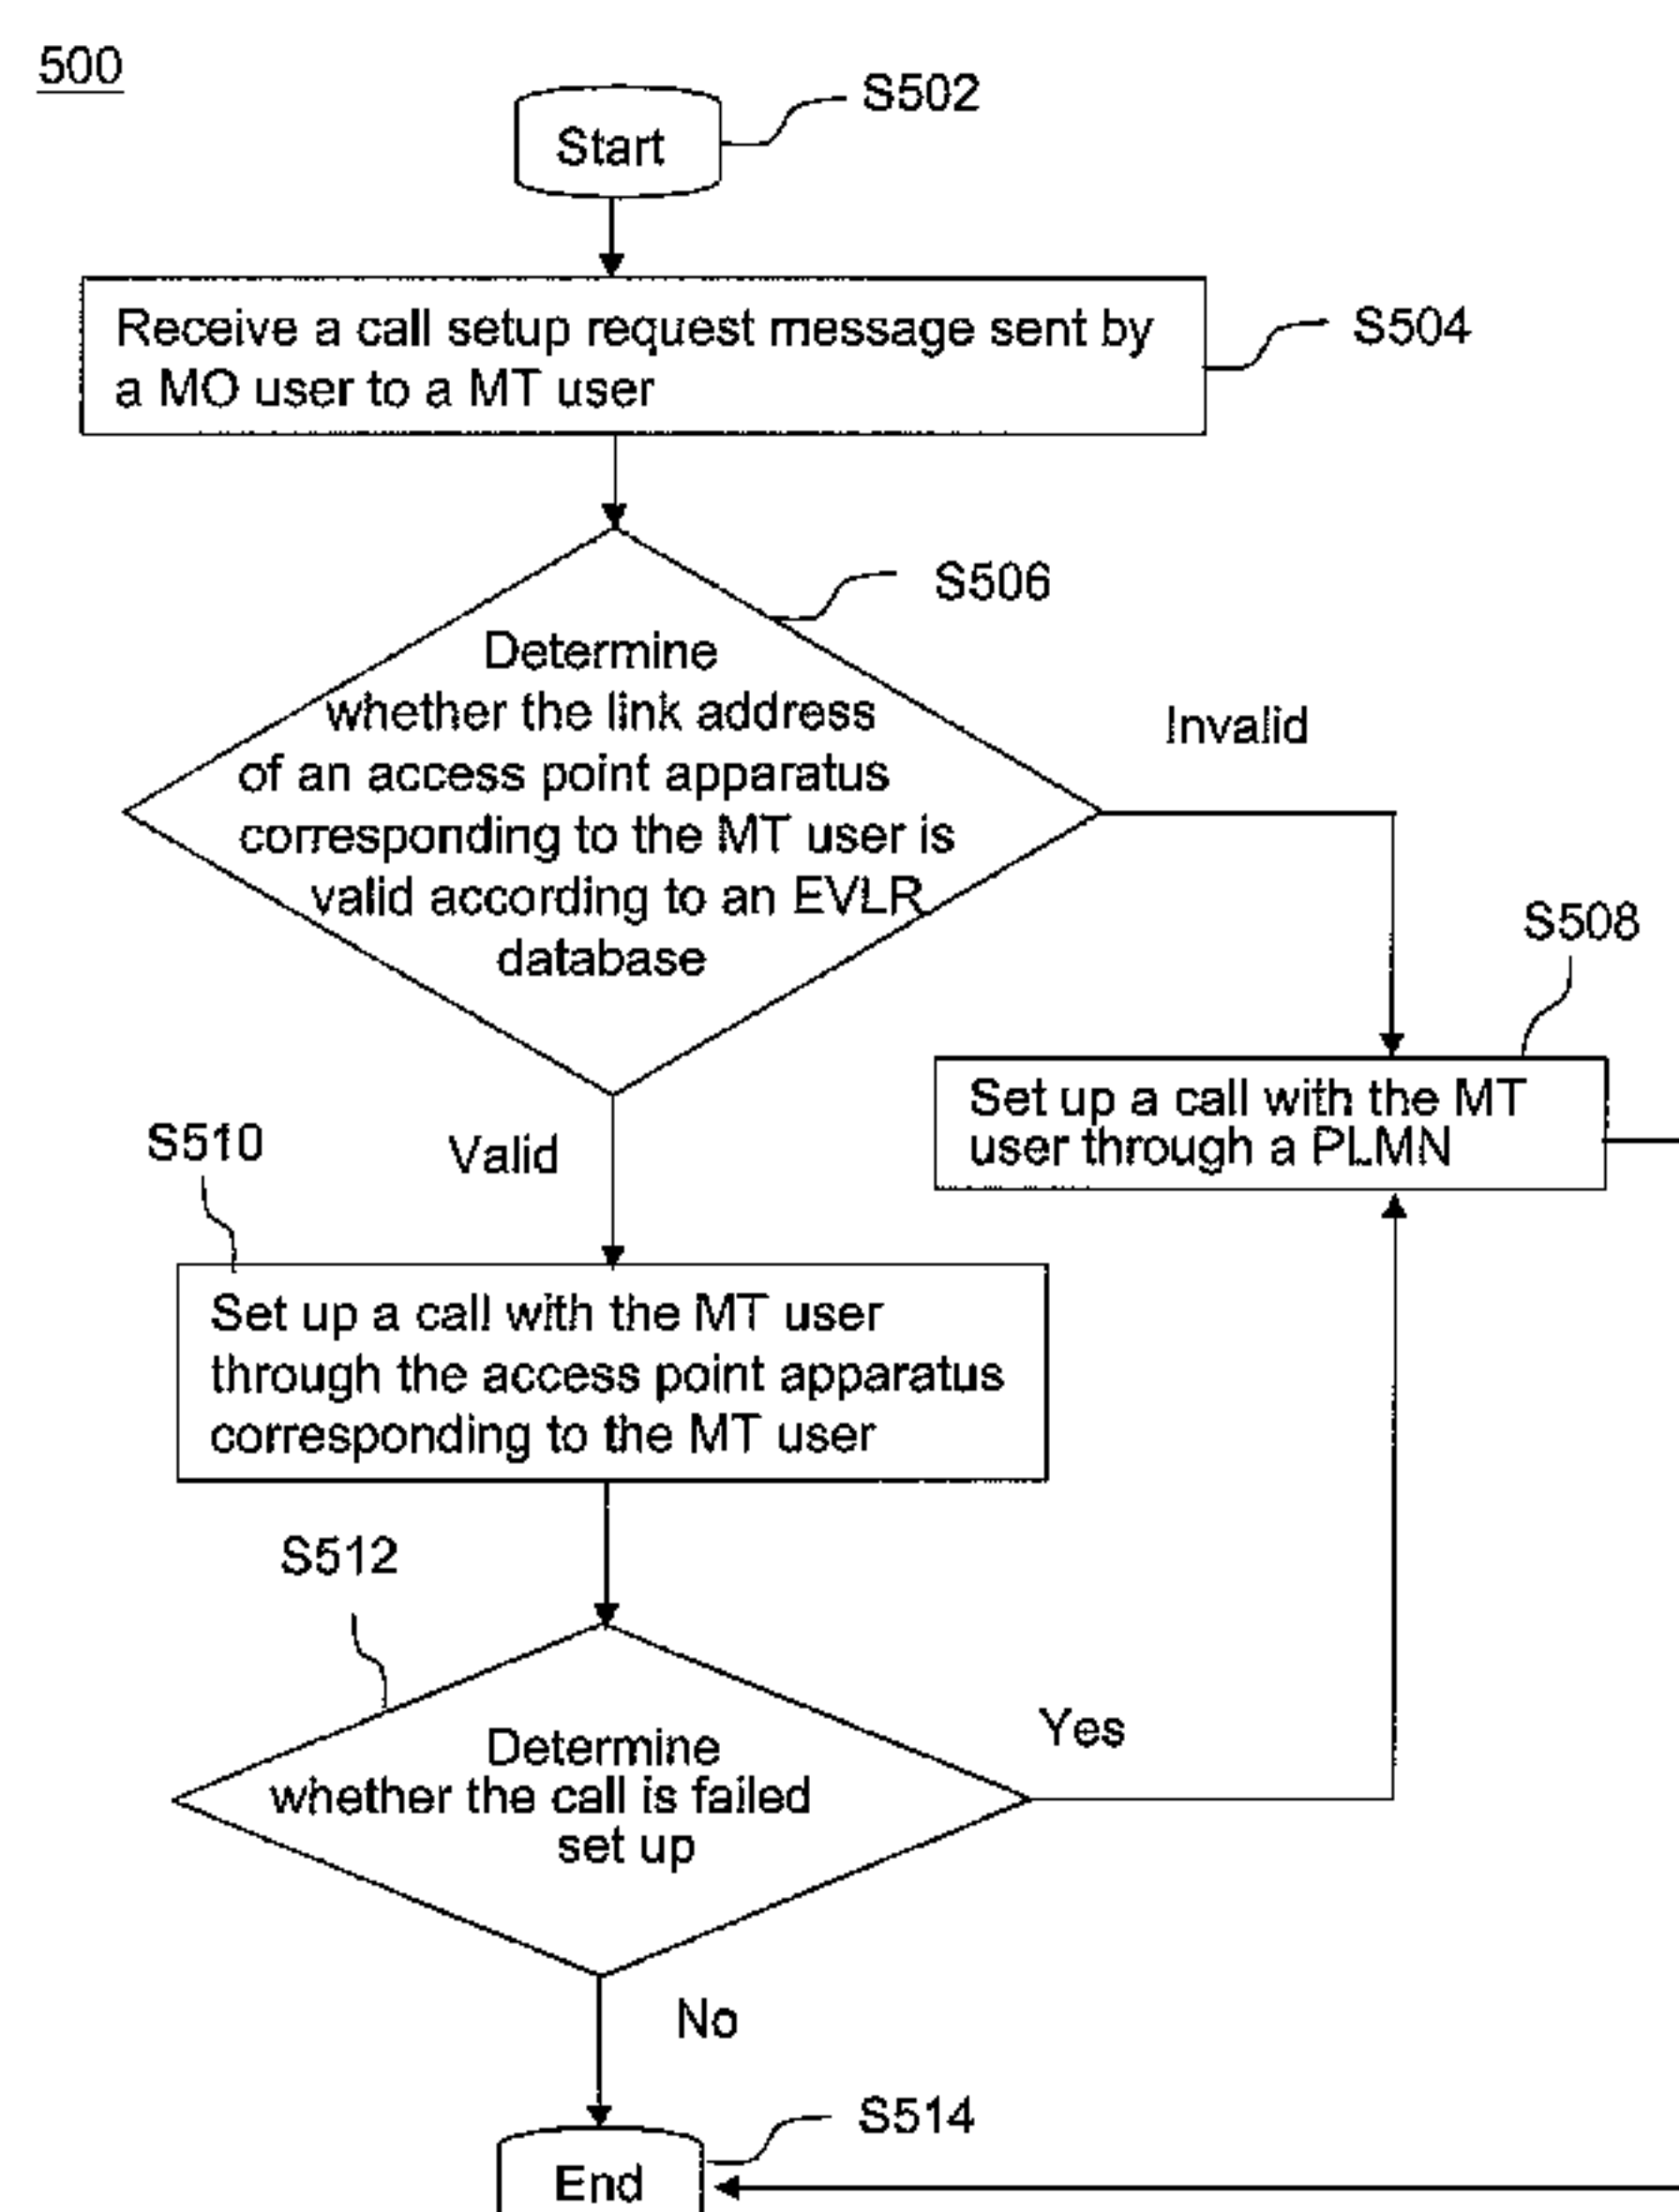 500
S502
Start
Receive a call setup request message sent by
a MO user to a MT user
S504
S506
Determine
whether the link address
of an access point apparatus
corresponding to the MT user is
valid according to an EVLR
database
Invalid
S508
Set up a call with the MT
user through a PLMN
S510
Valid
Set up a call with the MT user
through the access point apparatus
corresponding to the MT user
S512
Determine
whether the call is failed
set up
Yes
No
S514
End